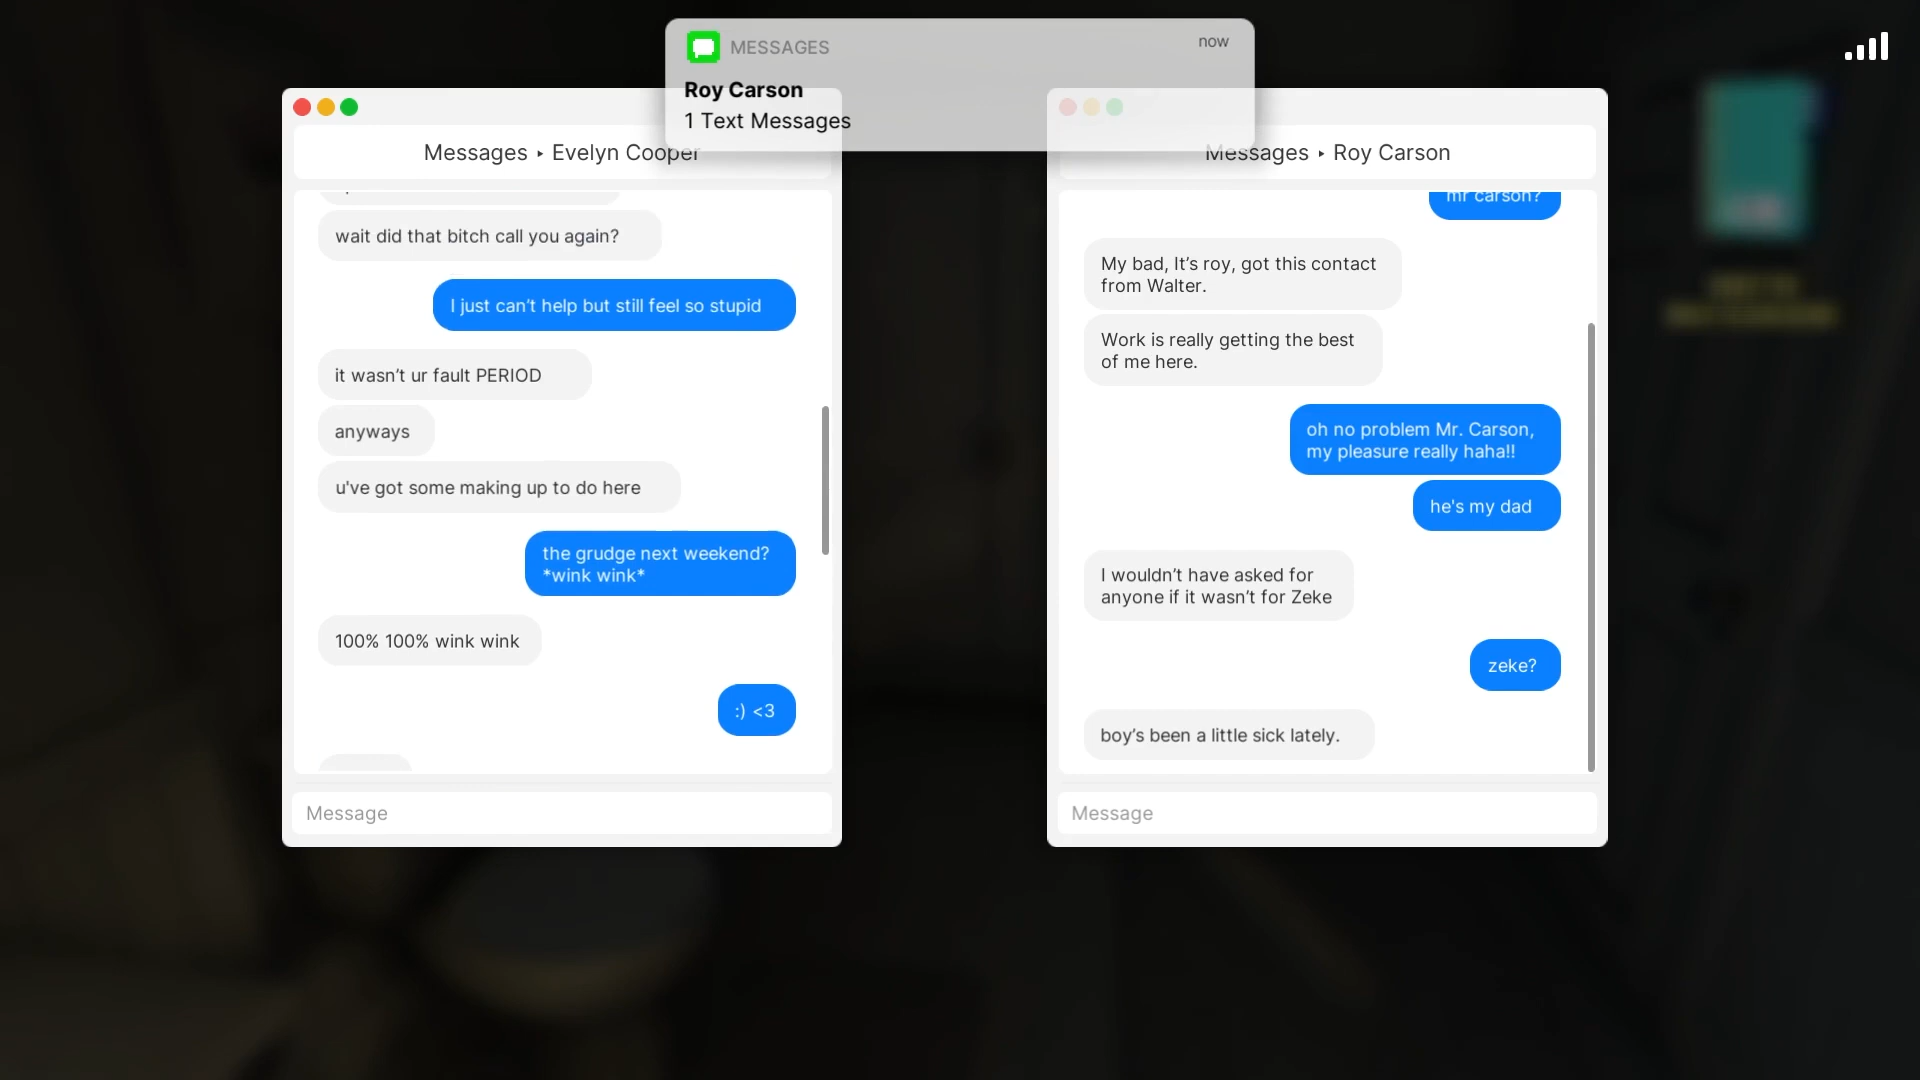 MESSAGES
now
Roy Carson
1 Text Messages
Messages ‣ Evelyn Cooper
wait did that bitch call you again?
I just can’t help but still feel so stupid
it wasn’t ur fault PERIOD
anyways
u've got some making up to do here
the grudge next weekend?
*wink wink*
100% 100% wink wink
:) <3
Message
Messages ‣ Roy Carson
mr carson?
My bad, It’s roy, got this contact
from Walter.
Work is really getting the best
of me here.
oh no problem Mr. Carson,
my pleasure really haha!!
he's my dad
I wouldn’t have asked for
anyone if it wasn’t for Zeke
zeke?
boy’s been a little sick lately.
Message